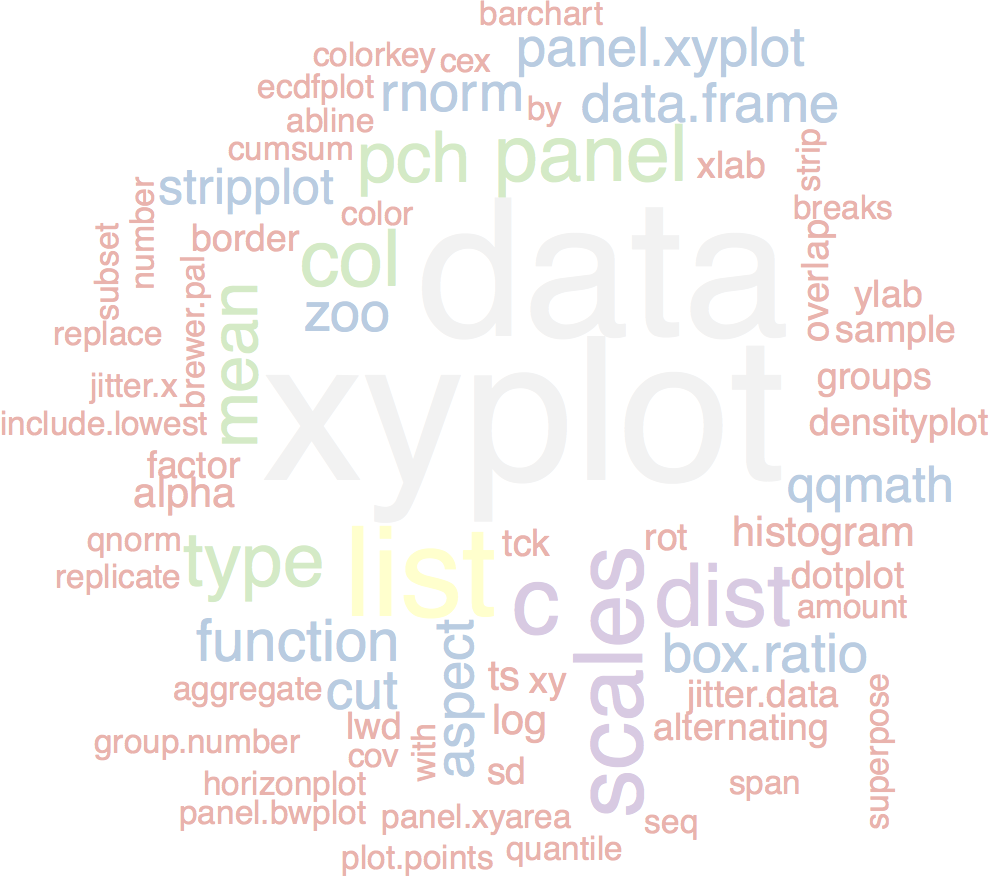 barchart
panel.xyplot
colorkey
cex
ecdfplot
rnorm
by
data.frame
abline
cumsum
pch
panel
xlab
strip
stripplot
number
color
breaks
subset
border
col
data
overlap
brewer.pal
mean
zoo
ylab
replace
sample
xyplot
jitter.x
groups
include.lowest
densityplot
factor
alpha
qqmath
qnorm
type
list
tck
rot
histogram
replicate
c
scales
dist
dotplot
amount
function
aspect
box.ratio
aggregate
cut
ts
xy
jitter.data
superpose
lwd
log
alternating
group.number
cov
with
sd
horizonplot
span
panel.bwplot
panel.xyarea
seq
plot.points
quantile